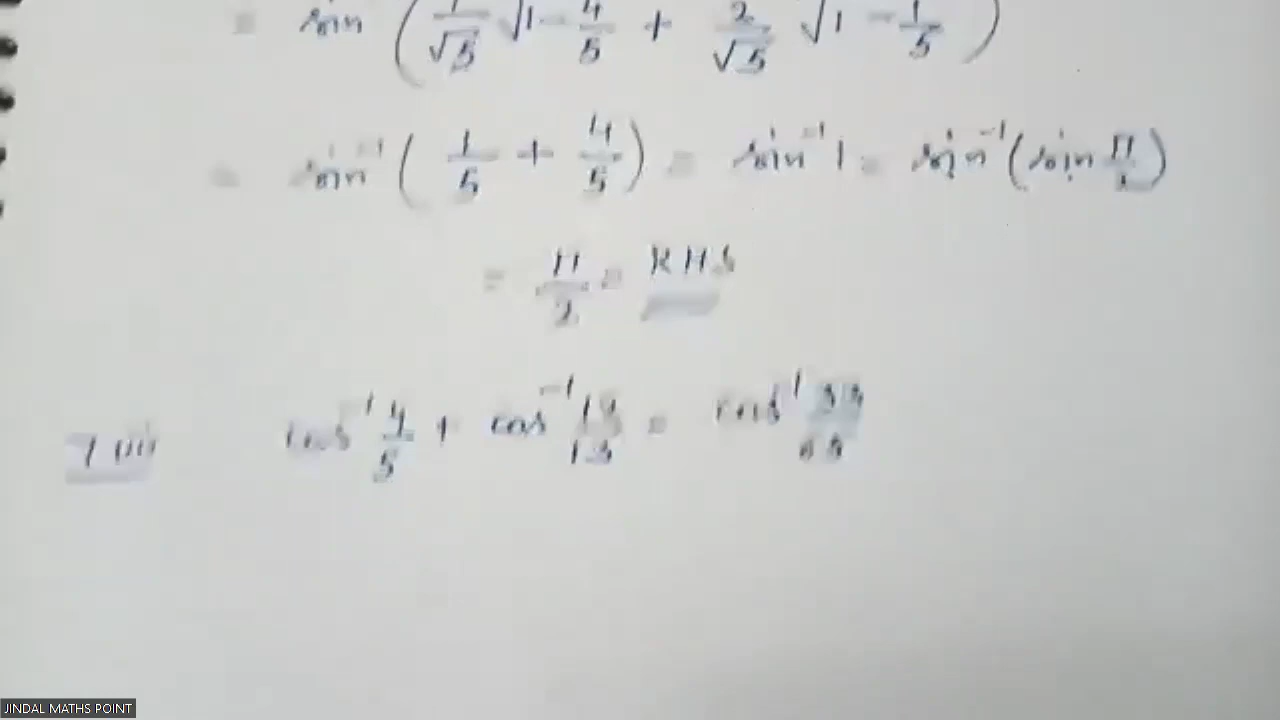 = sin⁻¹ ( 1/√5 √1 - 4/5 + 2/√5 √1 - 1/5 )
= sin⁻¹ ( 1/5 + 4/5 ) = sin⁻¹ 1 = sin⁻¹ ( sin π/2 )
= π/2 = RHS
7 (iii) cos⁻¹ 4/5 + cos⁻¹ 12/13 = cos⁻¹ 33/65
JINDAL MATHS POINT